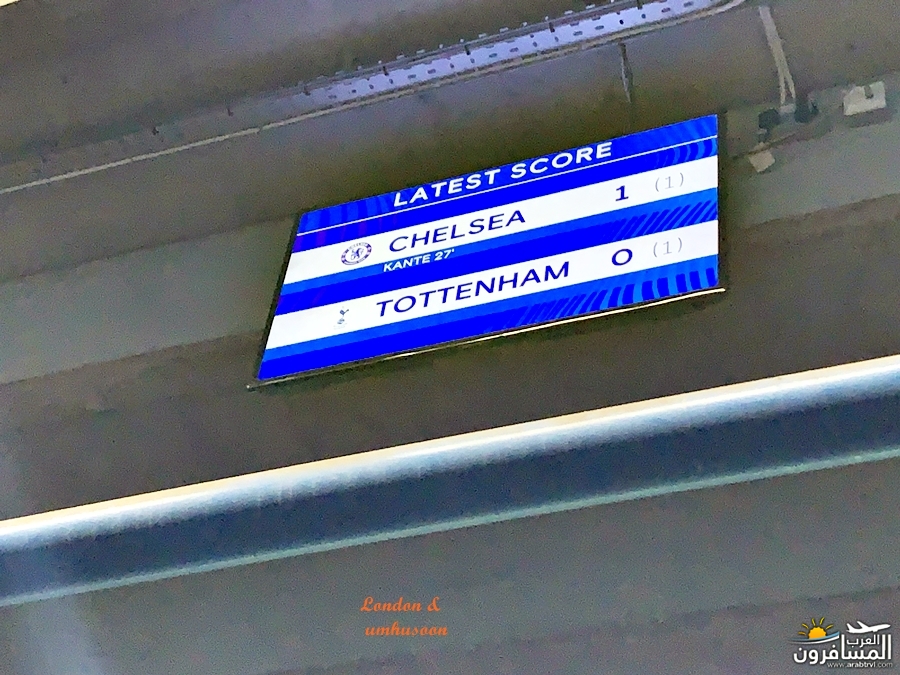 LATEST SCORE
CHELSEA 1 (1)
KANTE 27'
TOTTENHAM 0 (1)
London &
umhusoon
العرب
المسافرون
www.arabtrvl.com